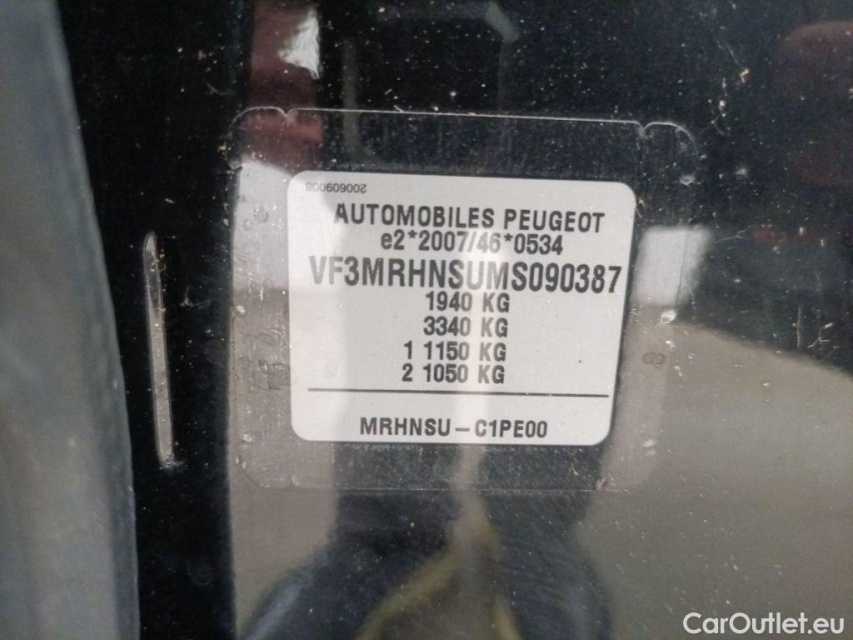 200609008
AUTOMOBILES PEUGEOT
e2*2007/46*0534
VF3MRHNSUMS090387
1940 KG
3340 KG
1 1150 KG
2 1050 KG
MRHNSU-C1PE00
CarOutlet.eu